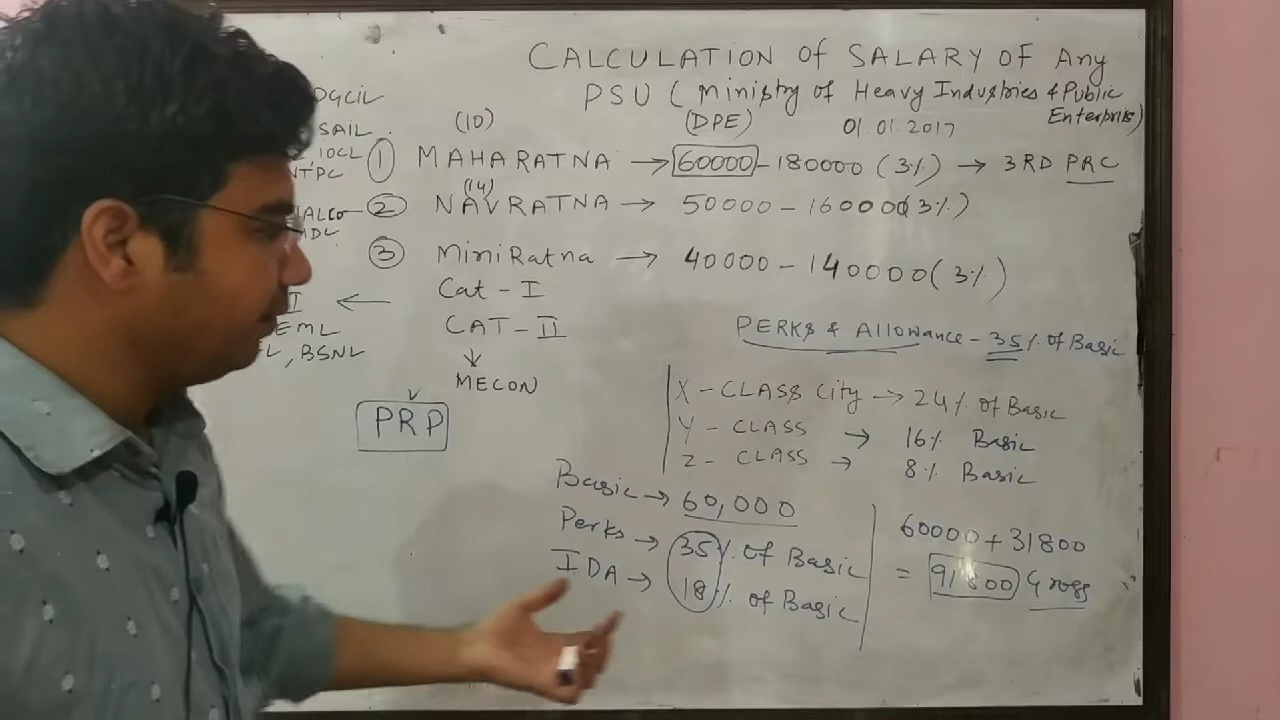 CALCULATION of SALARY OF Any
PSU (Ministry of Heavy Industries & Public
Enterpriks)
(DPE) 01.01.2017
SAIL
(10)
, IOCL
① MAHARATNA → 60000 - 180000 (3%) → 3RD PRC
NTPC
(14)
② NAVRATNA → 50000 - 160000 (3%)
③ MiniRatna → 40000 - 140000 (3%)
I ← Cat - I
EML
CAT - II
L, BSNL
↓
MECON
PRP
PERKS & Allowance - 35% of Basic
X - CLASS City → 24% of Basic
Y - CLASS → 16% Basic
Z - CLASS → 8% Basic
Basic → 60,000
Perks → 35% of Basic
IDA → 18% of Basic
60000 + 31800
= 91800 Gross